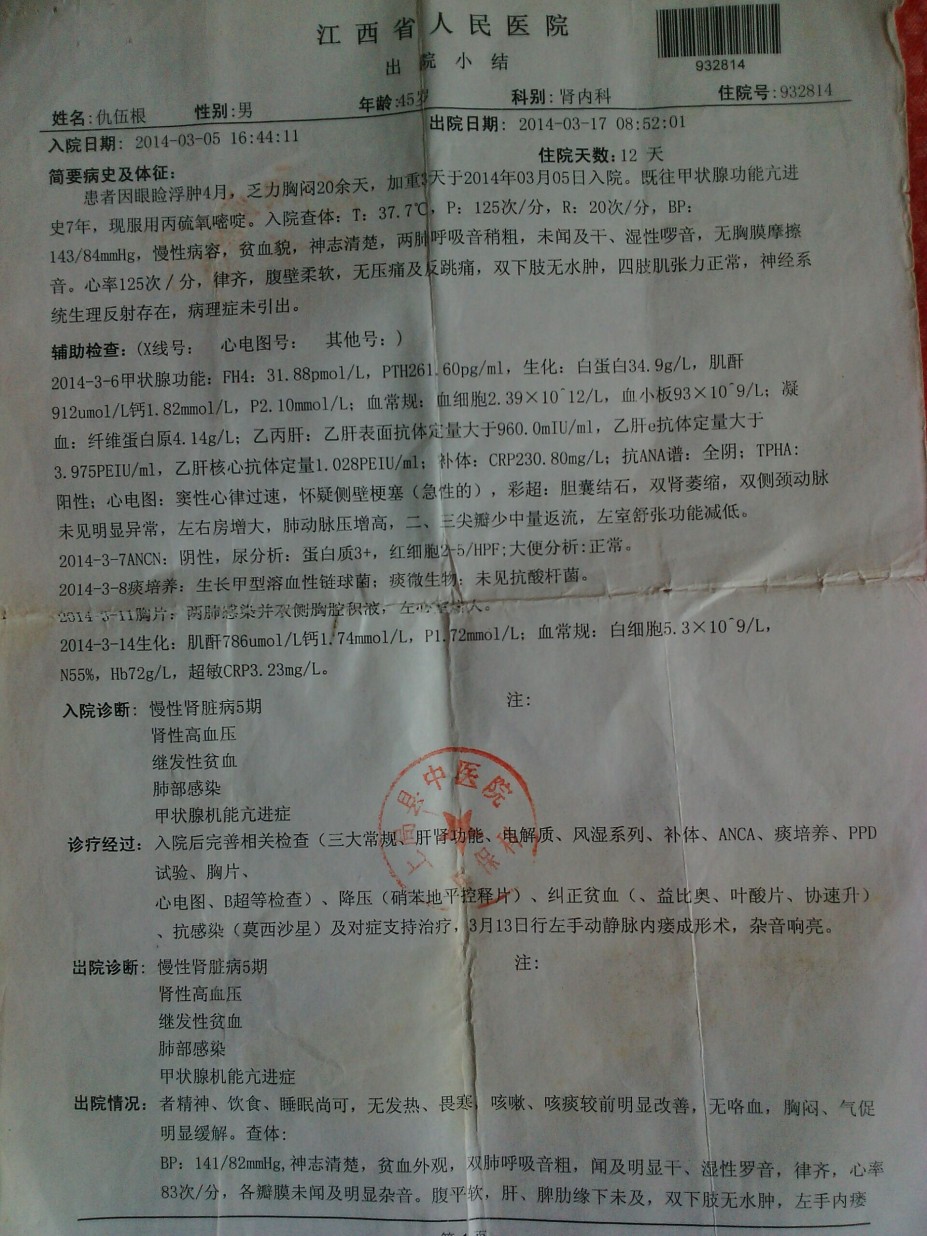 江西省人民医院
932814
出院小结
姓名:仇伍根 性别:男 年龄:45岁 科别:肾内科 住院号:932814
入院日期: 2014-03-05 16:44:11 出院日期: 2014-03-17 08:52:01
住院天数:12 天
简要病史及体征:
患者因眼睑浮肿4月，乏力胸闷20余天，加重3天于2014年03月05日入院。既往甲状腺功能亢进
史7年，现服用丙硫氧嘧啶。入院查体: T: 37.7℃, P: 125次/分, R: 20次/分, BP:
143/84mmHg, 慢性病容，贫血貌，神志清楚，两肺呼吸音稍粗，未闻及干、湿性啰音，无胸膜摩擦
音。心率125次/分，律齐，腹壁柔软，无压痛及反跳痛，双下肢无水肿，四肢肌张力正常，神经系
统生理反射存在，病理症未引出。
辅助检查: (X线号: 心电图号: 其他号: )
2014-3-6甲状腺功能: FH4: 31.88pmol/L, PTH261.60pg/ml, 生化: 白蛋白34.9g/L, 肌酐
912umol/L钙1.82mmol/L, P2.10mmol/L; 血常规: 血细胞2.39×10^12/L, 血小板93×10^9/L; 凝
血: 纤维蛋白原4.14g/L; 乙丙肝: 乙肝表面抗体定量大于960.0mIU/ml, 乙肝e抗体定量大于
3.975PEIU/ml, 乙肝核心抗体定量1.028PEIU/ml; 补体: CRP230.80mg/L; 抗ANA谱: 全阴; TPHA:
阳性; 心电图: 窦性心律过速，怀疑侧壁梗塞（急性的），彩超: 胆囊结石，双肾萎缩，双侧颈动脉
未见明显异常，左右房增大，肺动脉压增高，二、三尖瓣少中量返流，左室舒张功能减低。
2014-3-7ANCN: 阴性，尿分析: 蛋白质3+, 红细胞2-5/HPF;大便分析:正常。
2014-3-8痰培养: 生长甲型溶血性链球菌; 痰微生物: 未见抗酸杆菌。
2014-3-11胸片: 两肺感染并双侧胸腔积液，左心室增大。
2014-3-14生化: 肌酐786umol/L钙1.74mmol/L, P1.72mmol/L; 血常规: 白细胞5.3×10^9/L,
N55%, Hb72g/L, 超敏CRP3.23mg/L。
入院诊断: 慢性肾脏病5期 注:
肾性高血压
继发性贫血
肺部感染
甲状腺机能亢进症
上高县中医院
医保科
诊疗经过: 入院后完善相关检查（三大常规、肝肾功能、电解质、风湿系列、补体、ANCA、痰培养、PPD
试验、胸片、
心电图、B超等检查）、降压（硝苯地平控释片）、纠正贫血（、益比奥、叶酸片、协速升）
、抗感染（莫西沙星）及对症支持治疗，3月13日行左手动静脉内瘘成形术，杂音响亮。
出院诊断: 慢性肾脏病5期 注:
肾性高血压
继发性贫血
肺部感染
甲状腺机能亢进症
出院情况: 者精神、饮食、睡眠尚可，无发热、畏寒、咳嗽、咳痰较前明显改善，无咯血，胸闷、气促
明显缓解。查体:
BP: 141/82mmHg,神志清楚，贫血外观，双肺呼吸音粗，闻及明显干、湿性罗音，律齐，心率
83次/分，各瓣膜未闻及明显杂音。腹平软，肝、脾肋缘下未及，双下肢无水肿，左手内瘘